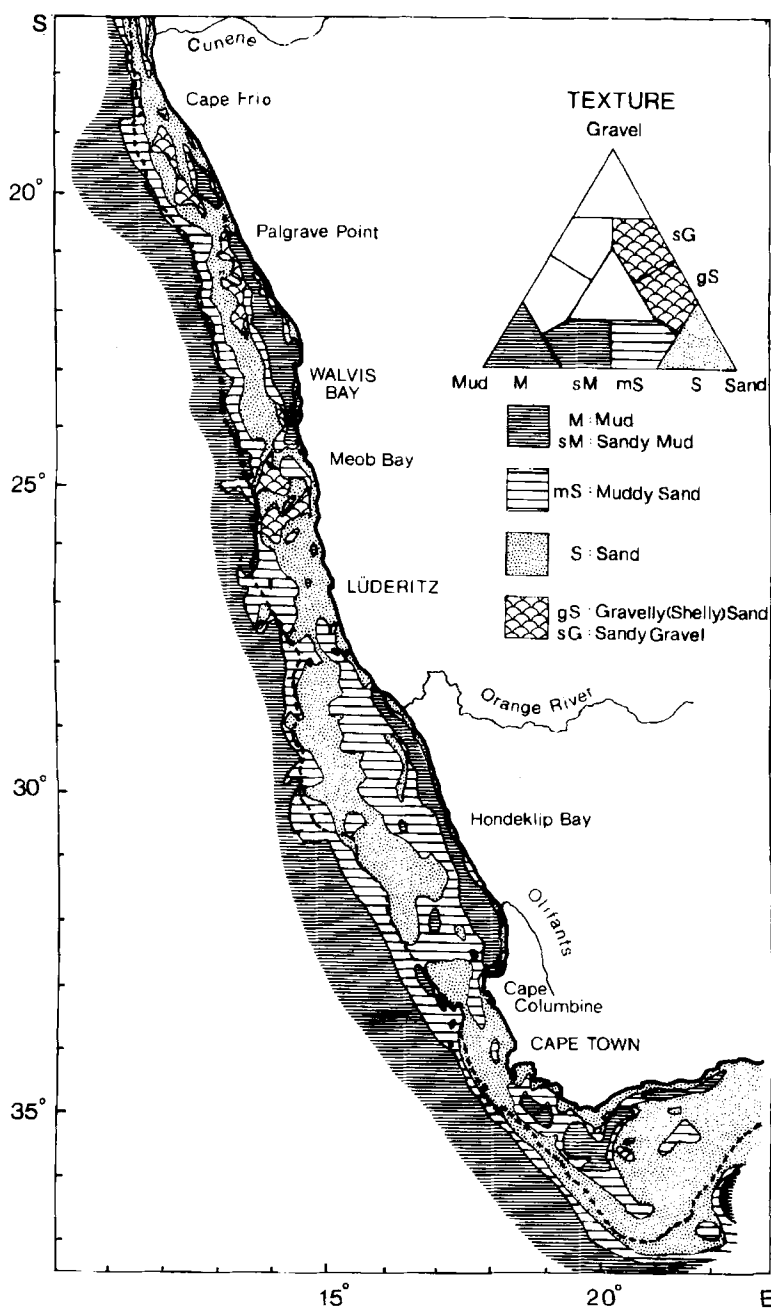 S
Cunene
Cape Frio
20°
Palgrave Point
WALVIS
BAY
Meob Bay
25°
LÜDERITZ
Orange River
30°
Hondeklip Bay
Olifants
Cape
Columbine
CAPE TOWN
35°
15°
20°
E
TEXTURE
Gravel
sG
gS
Mud M sM mS S Sand
M : Mud
sM : Sandy Mud
mS : Muddy Sand
S : Sand
gS : Gravelly (Shelly) Sand
sG : Sandy Gravel